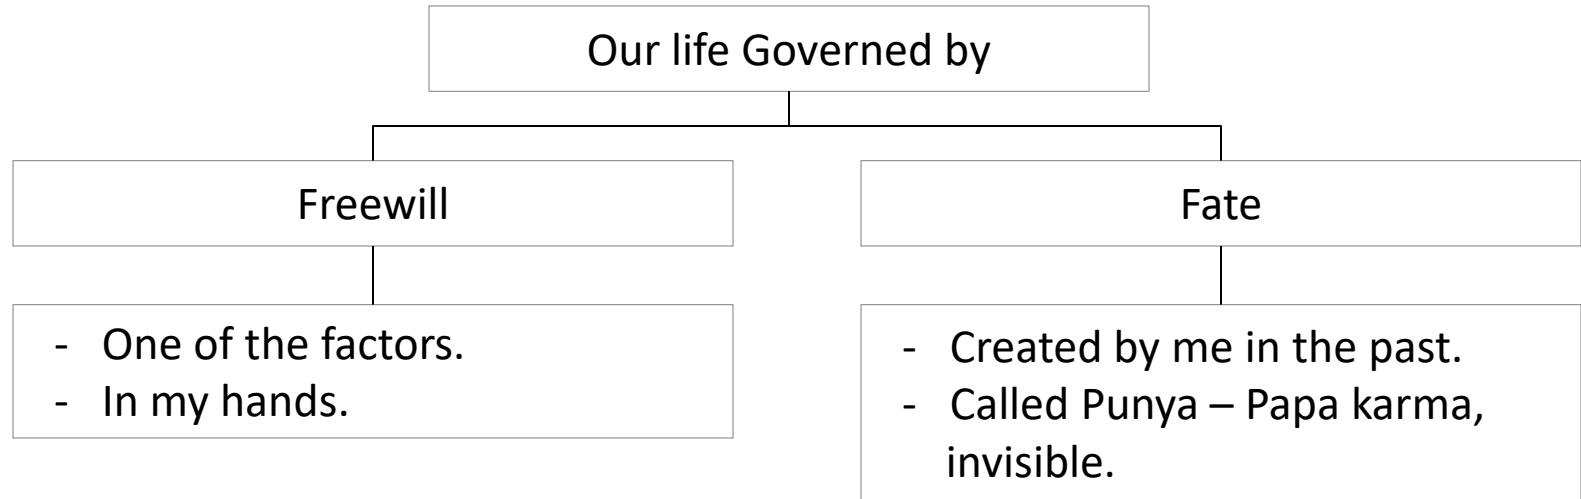 Our life Governed by
Freewill
Fate
- One of the factors.
- In my hands.
- Created by me in the past.
- Called Punya – Papa karma,
invisible.